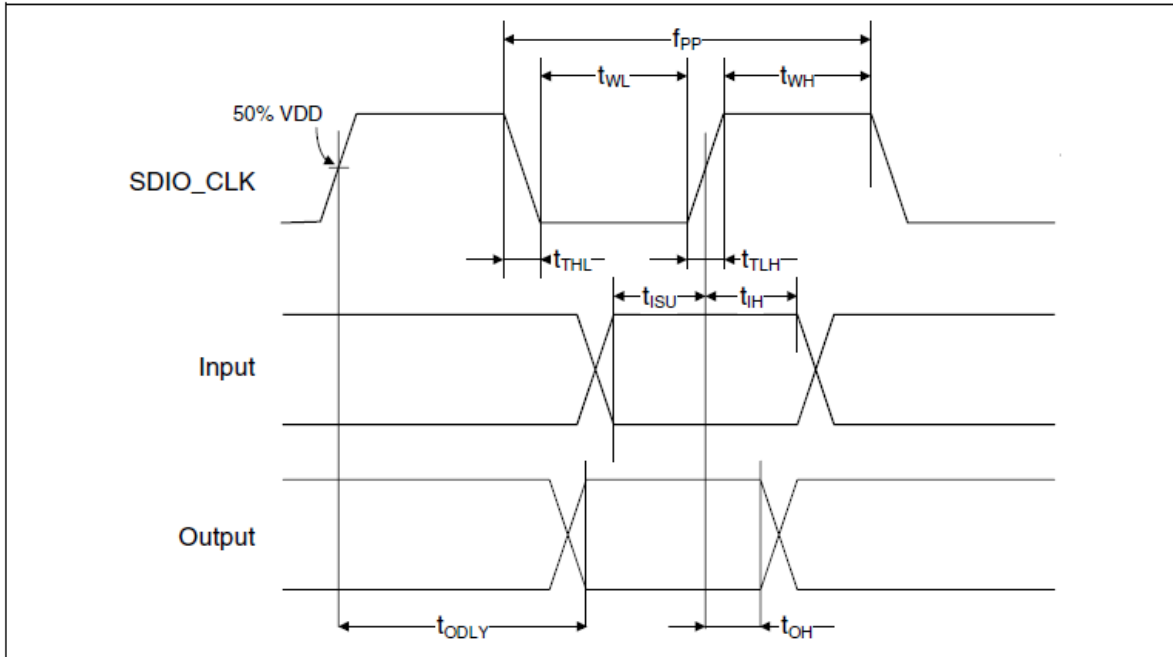 fPP
tWL
tWH
50% VDD
SDIO_CLK
tTHL
tTLH
tISU
tIH
Input
Output
tODLY
tOH